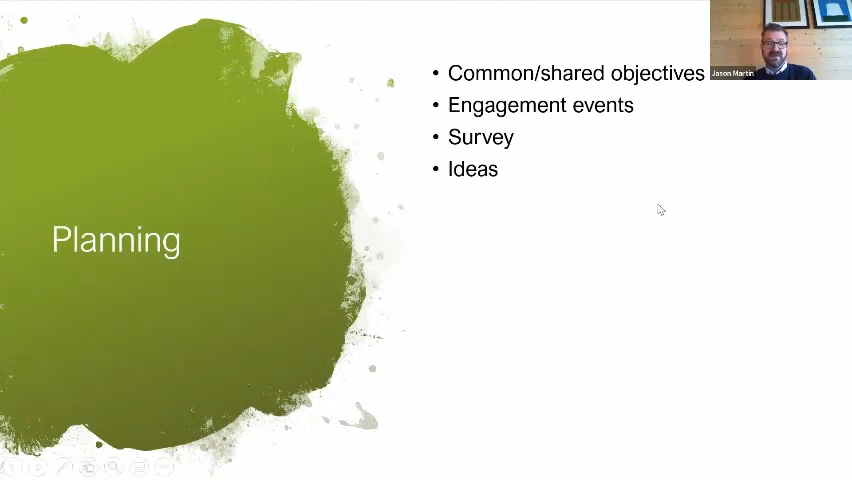 Planning
• Common/shared objectives
• Engagement events
• Survey
• Ideas
Jason Martin